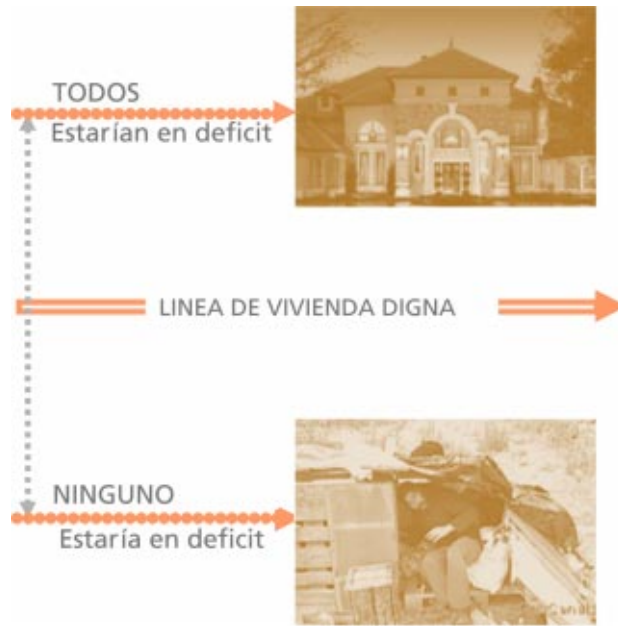 TODOS
Estarían en deficit
LINEA DE VIVIENDA DIGNA
NINGUNO
Estaría en deficit